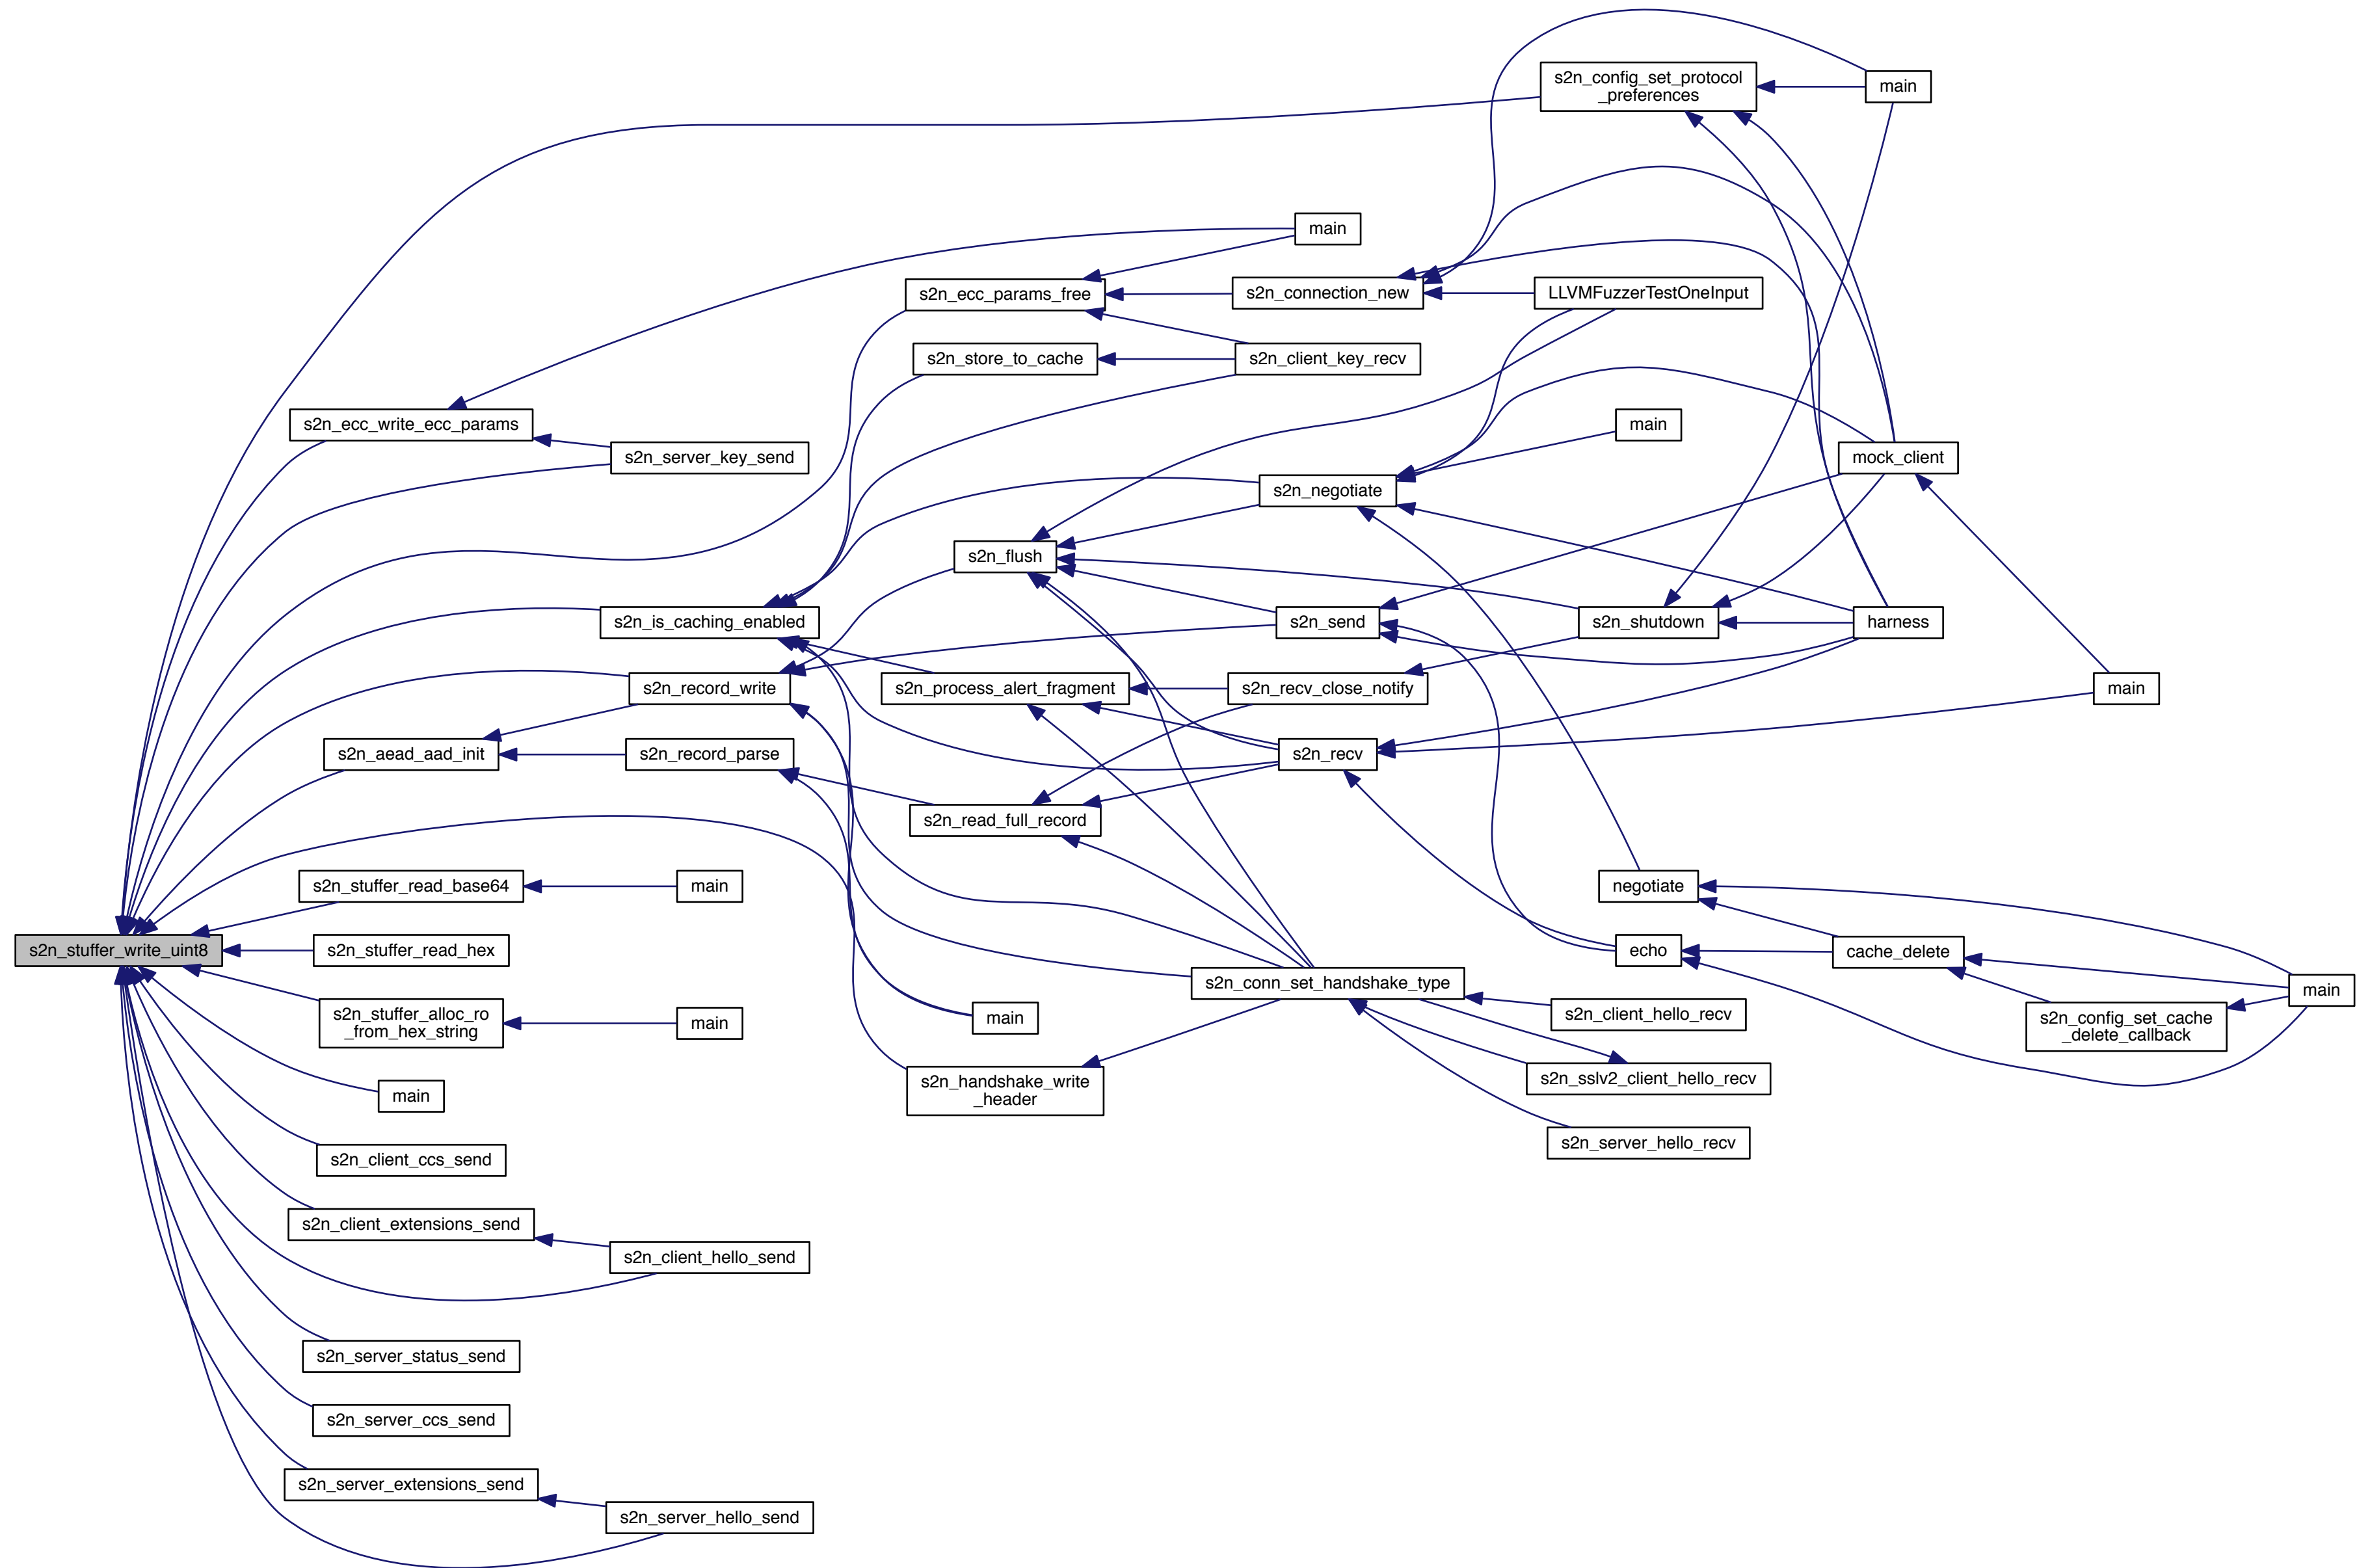 s2n_config_set_protocol
_preferences
main
main
s2n_ecc_params_free
s2n_connection_new
LLVMFuzzerTestOneInput
s2n_store_to_cache
s2n_client_key_recv
s2n_ecc_write_ecc_params
main
s2n_server_key_send
mock_client
s2n_negotiate
s2n_flush
s2n_is_caching_enabled
s2n_send
s2n_shutdown
harness
s2n_record_write
s2n_process_alert_fragment
s2n_recv_close_notify
main
s2n_aead_aad_init
s2n_record_parse
s2n_recv
s2n_read_full_record
s2n_stuffer_read_base64
main
negotiate
s2n_stuffer_write_uint8
s2n_stuffer_read_hex
echo
cache_delete
s2n_conn_set_handshake_type
main
s2n_stuffer_alloc_ro
_from_hex_string
main
main
s2n_client_hello_recv
s2n_config_set_cache
_delete_callback
s2n_sslv2_client_hello_recv
s2n_handshake_write
_header
main
s2n_server_hello_recv
s2n_client_ccs_send
s2n_client_extensions_send
s2n_client_hello_send
s2n_server_status_send
s2n_server_ccs_send
s2n_server_extensions_send
s2n_server_hello_send